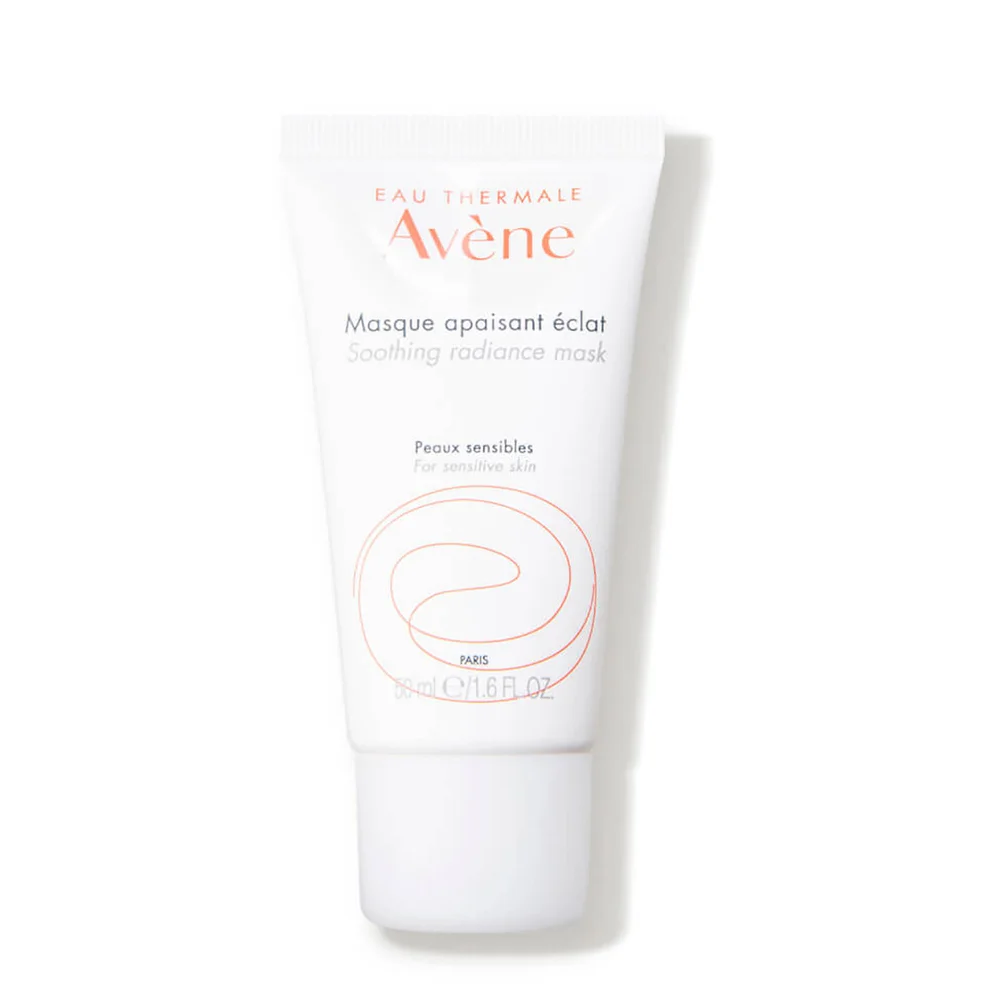 EAU THERMALE
Avène
Masque apaisant éclat
Soothing radiance mask
Peaux sensibles
For sensitive skin
PARIS
50 ml ℮/1.6 FL.OZ.